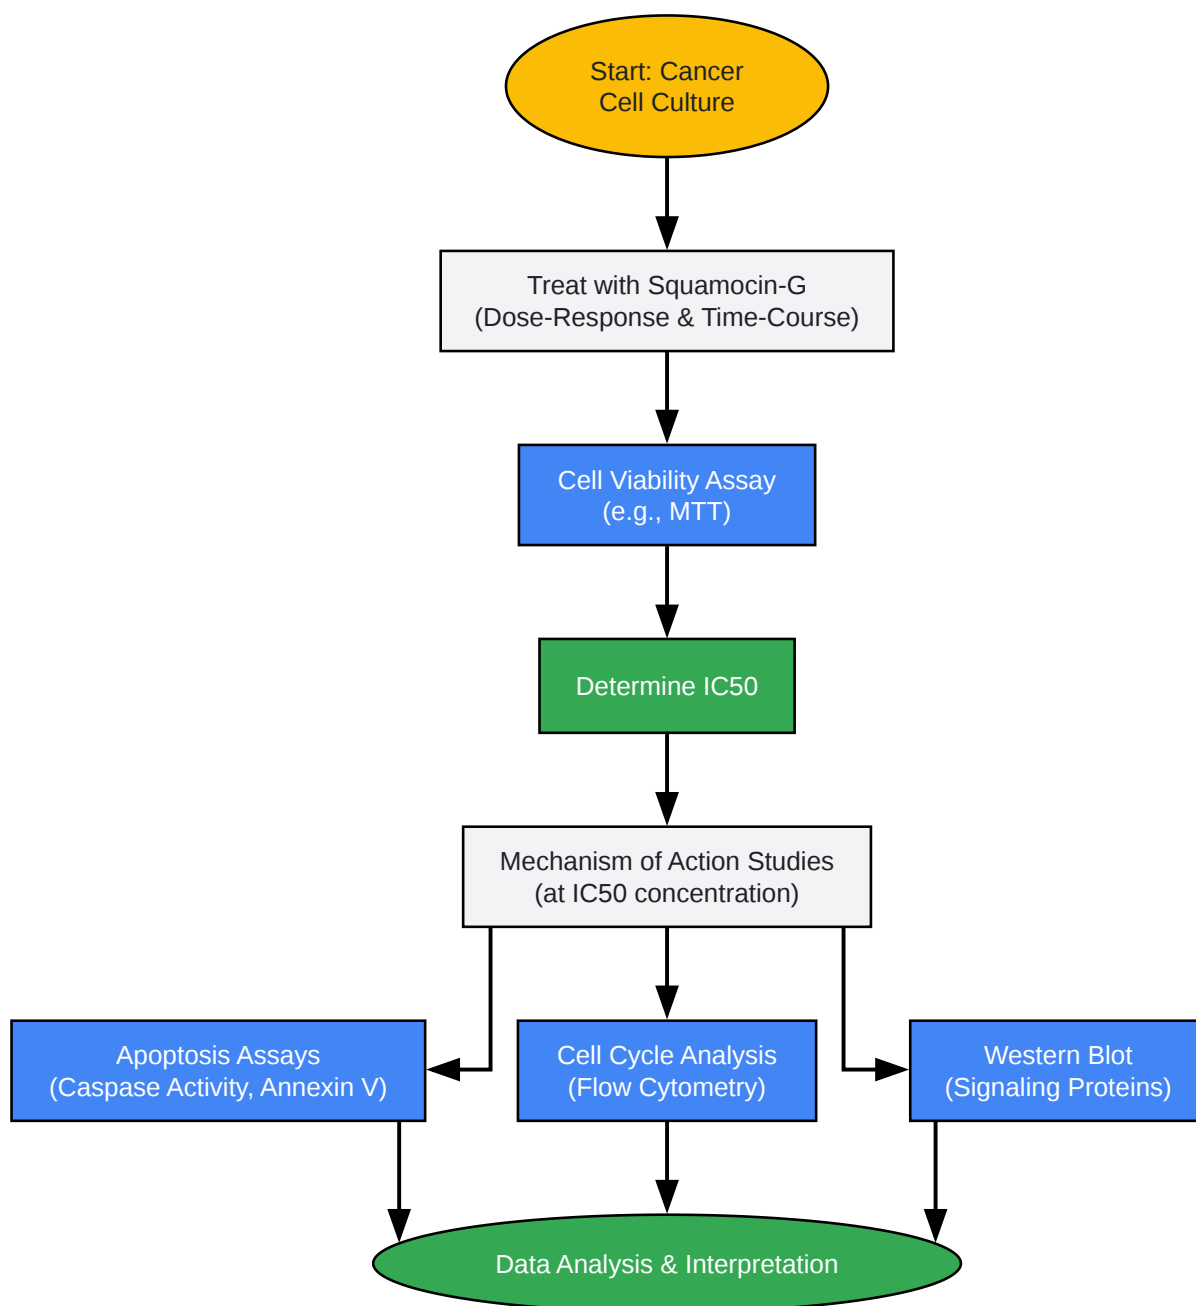 Start: Cancer
Cell Culture
Treat with Squamocin-G
(Dose-Response & Time-Course)
Cell Viability Assay
(e.g., MTT)
Determine IC50
Mechanism of Action Studies
(at IC50 concentration)
Apoptosis Assays
(Caspase Activity, Annexin V)
Cell Cycle Analysis
(Flow Cytometry)
Western Blot
(Signaling Proteins)
Data Analysis & Interpretation